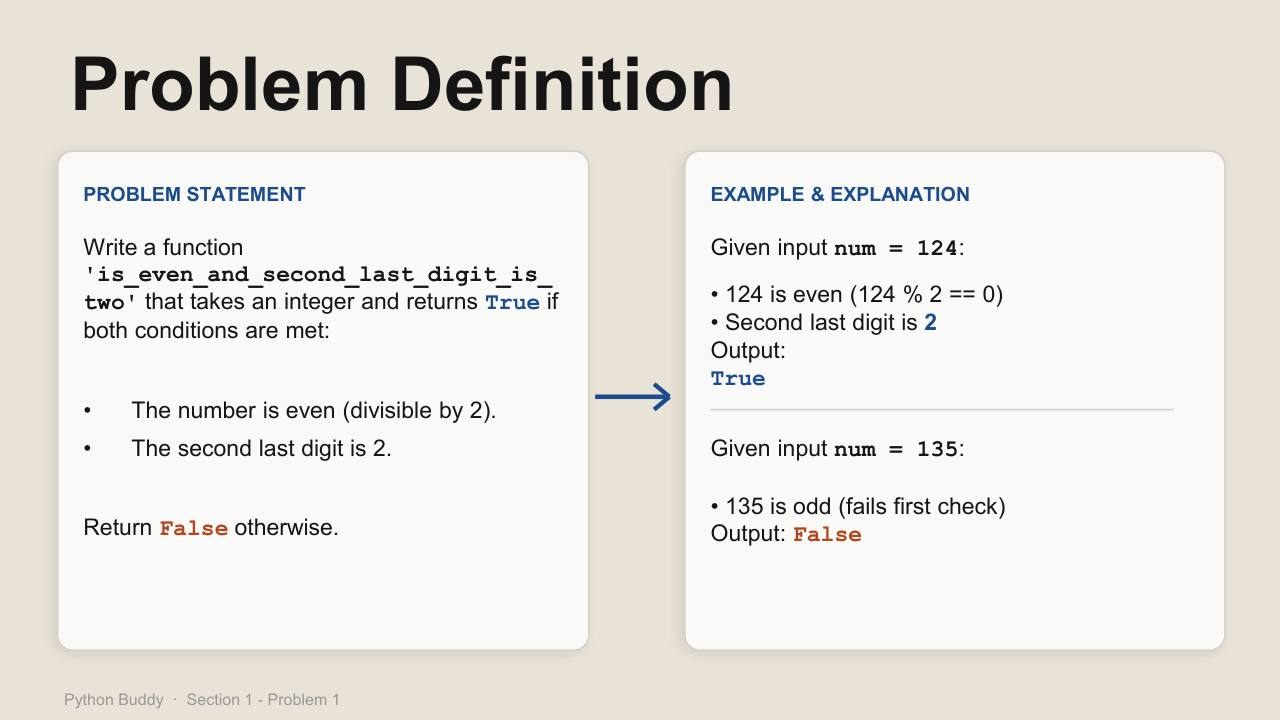 Problem Definition
PROBLEM STATEMENT
Write a function
'is_even_and_second_last_digit_is_
two' that takes an integer and returns True if
both conditions are met:
• The number is even (divisible by 2).
• The second last digit is 2.
Return False otherwise.
EXAMPLE & EXPLANATION
Given input num = 124:
• 124 is even (124 % 2 == 0)
• Second last digit is 2
Output:
True
Given input num = 135:
• 135 is odd (fails first check)
Output: False
Python Buddy · Section 1 - Problem 1